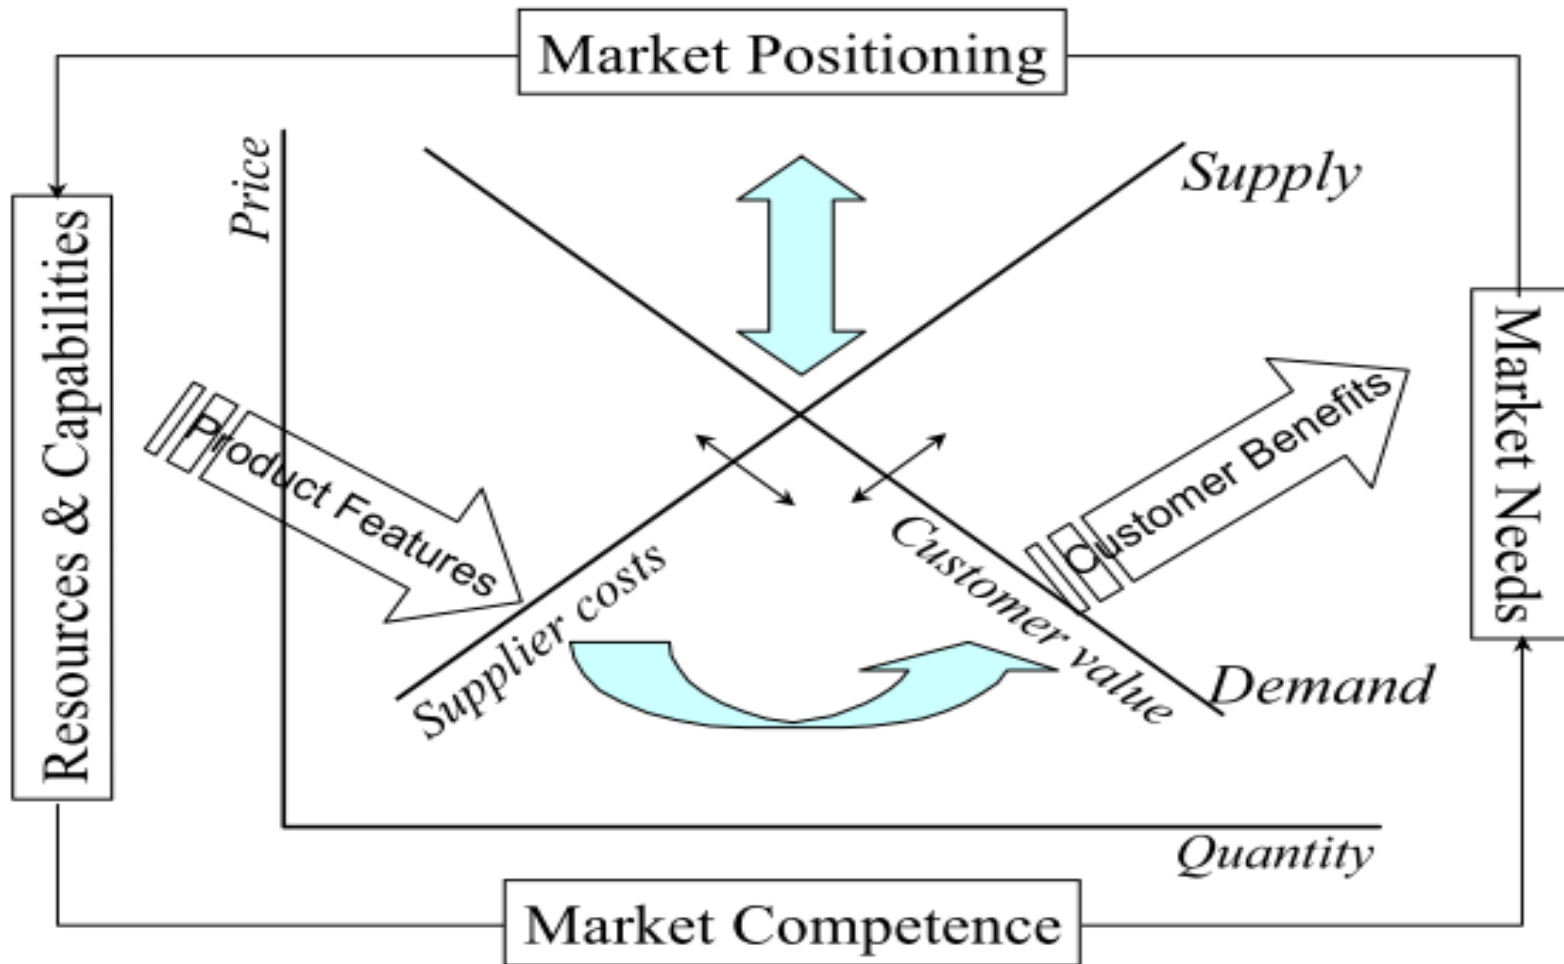 Market Positioning
Price
Supply
Resources & Capabilities
Product Features
Customer Benefits
Market Needs
Supplier costs
Customer value
Demand
Quantity
Market Competence